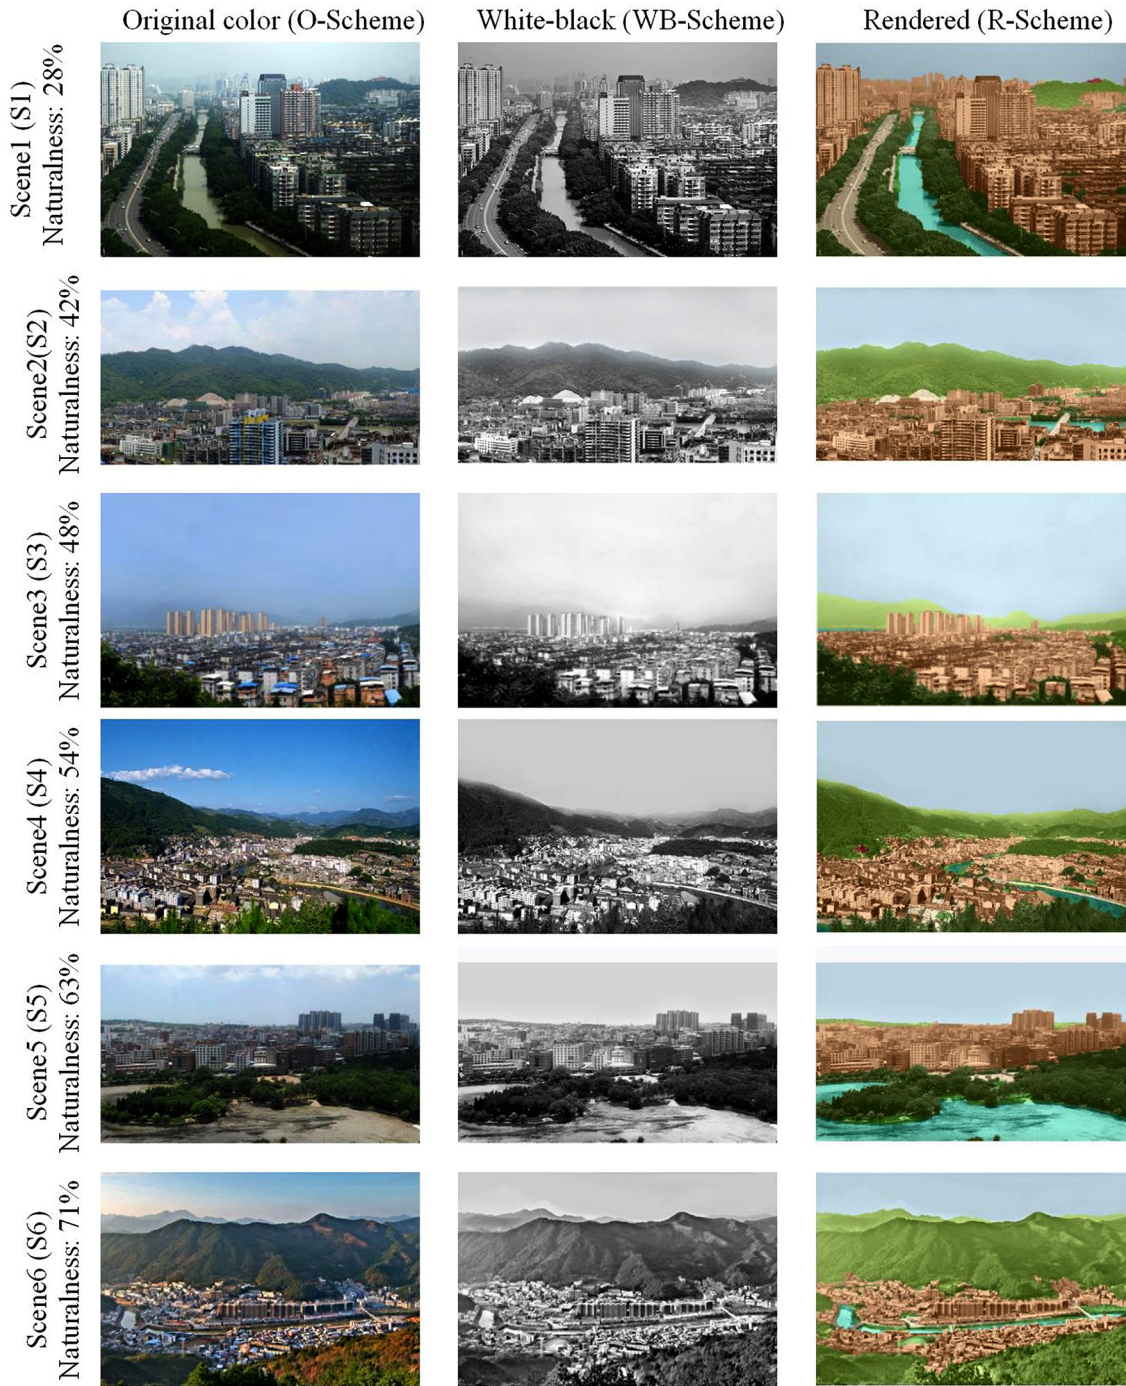 Original color (O-Scheme)
White-black (WB-Scheme)
Rendered (R-Scheme)
Scene1 (S1)
Naturalness: 28%
Scene2(S2)
Naturalness: 42%
Scene3 (S3)
Naturalness: 48%
Scene4 (S4)
Naturalness: 54%
Scene5 (S5)
Naturalness: 63%
Scene6 (S6)
Naturalness: 71%